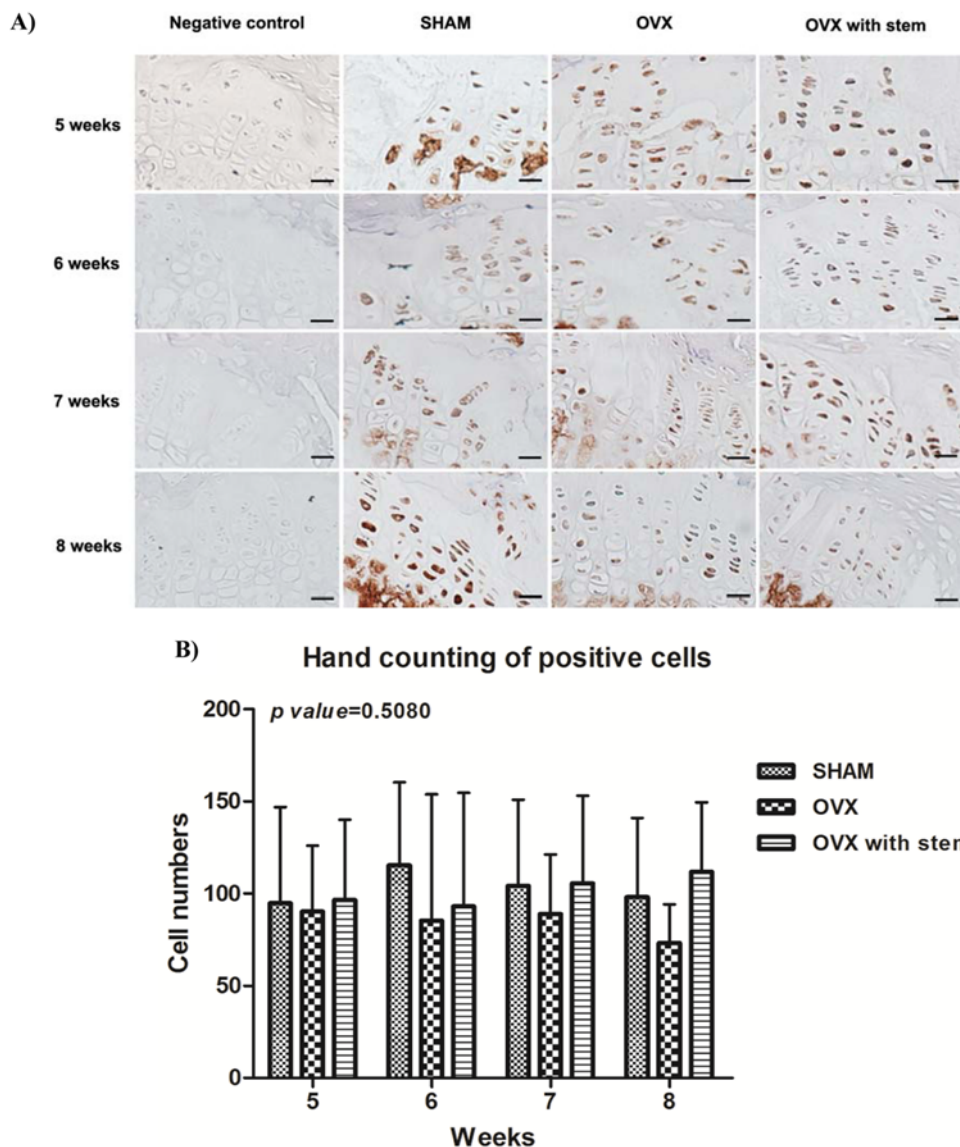 A)
Negative control SHAM OVX OVX with stem
5 weeks
6 weeks
7 weeks
8 weeks
B)
Hand counting of positive cells
p value=0.5080
200
150
100
50
0
Cell numbers
5 6 7 8
Weeks
SHAM
OVX
OVX with stem